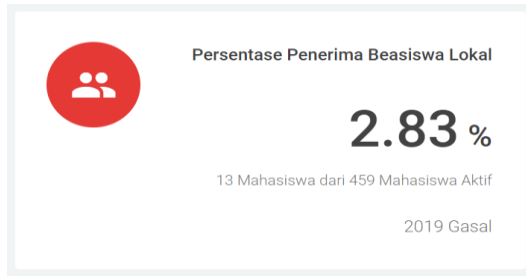 Persentase Penerima Beasiswa Lokal
2.83 %
13 Mahasiswa dari 459 Mahasiswa Aktif
2019 Gasal